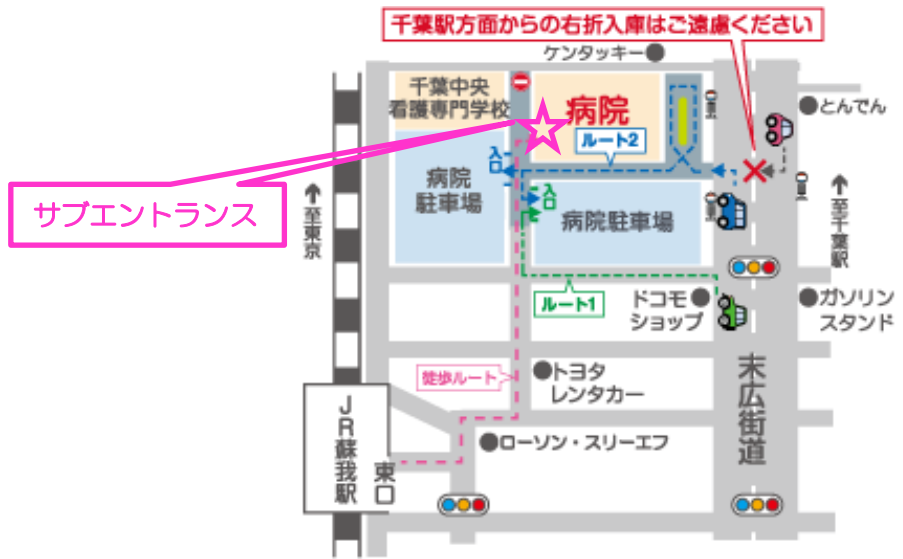 千葉駅方面からの右折入庫はご遠慮ください
ケンタッキー●
千葉中央
看護専門学校
病院
●とんでん
ルート2
入口
病院
駐車場
サブエントランス
入口
病院駐車場
↑至東京
↑至千葉駅
ルート1
ドコモ●
ショップ
●ガソリン
スタンド
徒歩ルート
●トヨタ
レンタカー
末広街道
JR蘇我駅
東口
●ローソン・スリーエフ